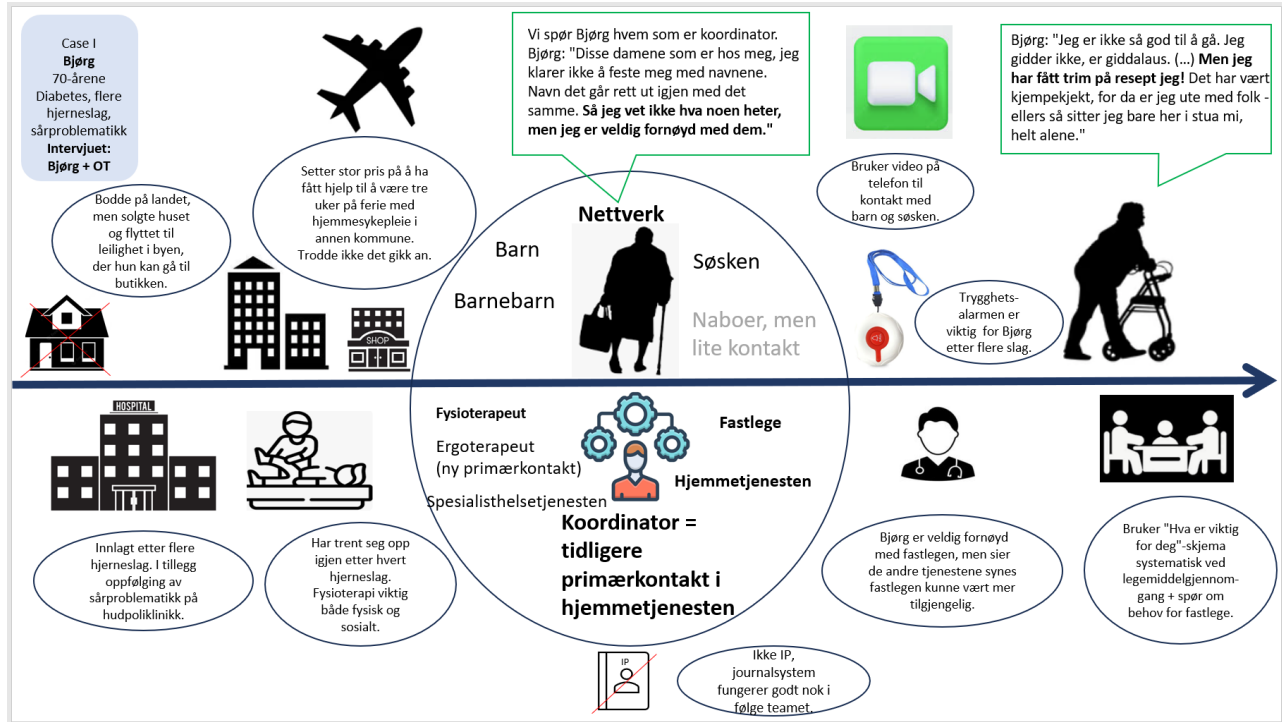 Case I
Bjørg
70-årene
Diabetes, flere
hjerneslag,
sårproblematikk
Intervjuet:
Bjørg + OT
Bodde på landet,
men solgte huset
og flyttet til
leilighet i byen,
der hun kan gå til
butikken.
Setter stor pris på å ha
fått hjelp til å være tre
uker på ferie med
hjemmesykepleie i
annen kommune.
Trodde ikke det gikk an.
SHOP
Vi spør Bjørg hvem som er koordinator.
Bjørg: "Disse damene som er hos meg, jeg
klarer ikke å feste meg med navnene.
Navn det går rett ut igjen med det
samme. Så jeg vet ikke hva noen heter,
men jeg er veldig fornøyd med dem."
Nettverk
Barn
Barnebarn
Søsken
Naboer, men
lite kontakt
Bruker video på
telefon til
kontakt med
barn og søsken.
Trygghets-
alarmen er
viktig for Bjørg
etter flere slag.
Bjørg: "Jeg er ikke så god til å gå. Jeg
gidder ikke, er giddalaus. (...) Men jeg
har fått trim på resept jeg! Det har vært
kjempekjekt, for da er jeg ute med folk -
ellers så sitter jeg bare her i stua mi,
helt alene."
HOSPITAL
Innlagt etter flere
hjerneslag. I tillegg
oppfølging av
sårproblematikk på
hudpoliklinikk.
Har trent seg opp
igjen etter hvert
hjerneslag.
Fysioterapi viktig
både fysisk og
sosialt.
Fysioterapeut
Ergoterapeut
(ny primærkontakt)
Spesialisthelsetjenesten
Fastlege
Hjemmetjenesten
Koordinator =
tidligere
primærkontakt i
hjemmetjenesten
IP
Ikke IP,
journalsystem
fungerer godt nok i
følge teamet.
Bjørg er veldig fornøyd
med fastlegen, men sier
de andre tjenestene synes
fastlegen kunne vært mer
tilgjengelig.
Bruker "Hva er viktig
for deg"-skjema
systematisk ved
legemiddelgjennom-
gang + spør om
behov for fastlege.